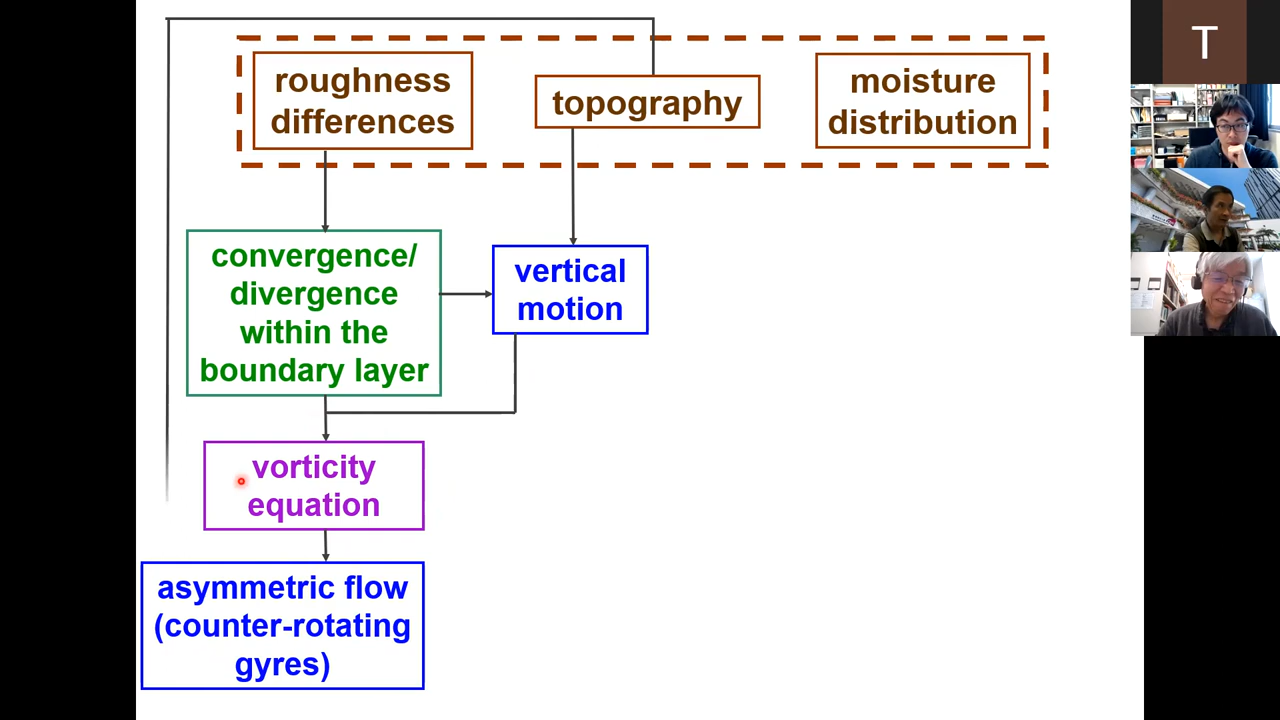 roughness
differences
topography
moisture
distribution
convergence/
divergence
within the
boundary layer
vertical
motion
vorticity
equation
asymmetric flow
(counter-rotating
gyres)
T